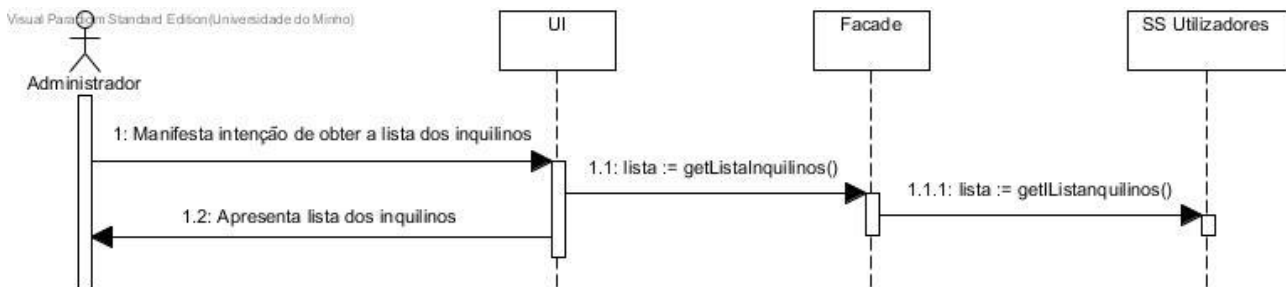 Visual Paradigm Standard Edition(Universidade do Minho)
UI
Facade
SS Utilizadores
Administrador
1: Manifesta intenção de obter a lista dos inquilinos
1.1: lista := getListaInquilinos()
1.1.1: lista := getIListanquilinos()
1.2: Apresenta lista dos inquilinos